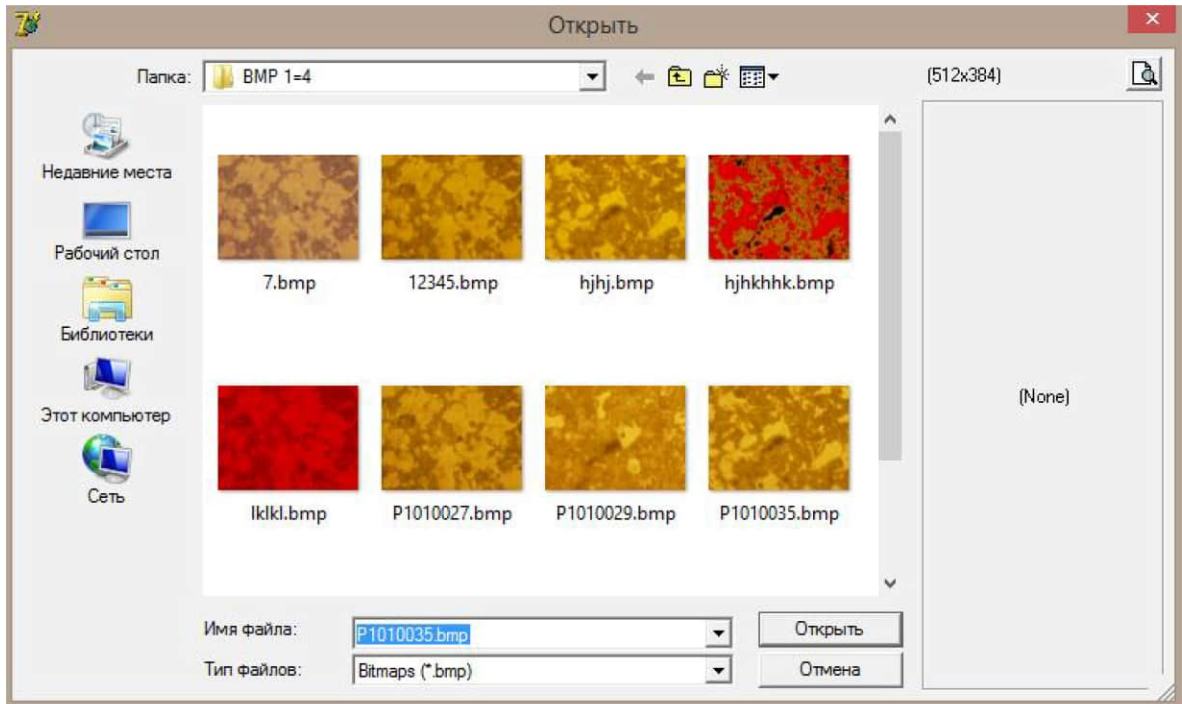 Открыть
Папка: BMP 1=4
(512x384)
Недавние места
Рабочий стол
Библиотеки
Этот компьютер
Сеть
7.bmp 12345.bmp hjhj.bmp hjhkhhk.bmp
lklkl.bmp P1010027.bmp P1010029.bmp P1010035.bmp
(None)
Имя файла: P1010035.bmp Открыть
Тип файлов: Bitmaps (*.bmp) Отмена